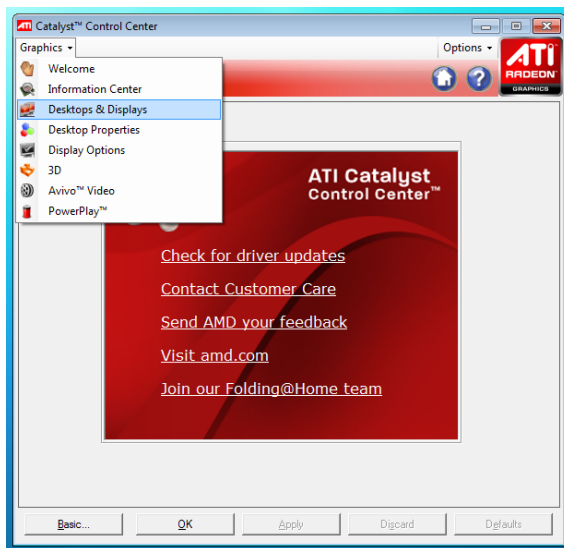 Catalyst™ Control Center
Graphics
Options
ATI
RADEON
GRAPHICS
Welcome
Information Center
Desktops & Displays
Desktop Properties
Display Options
3D
Avivo™ Video
PowerPlay™
ATI Catalyst
Control Center™
Check for driver updates
Contact Customer Care
Send AMD your feedback
Visit amd.com
Join our Folding@Home team
Basic...
OK
Apply
Discard
Defaults